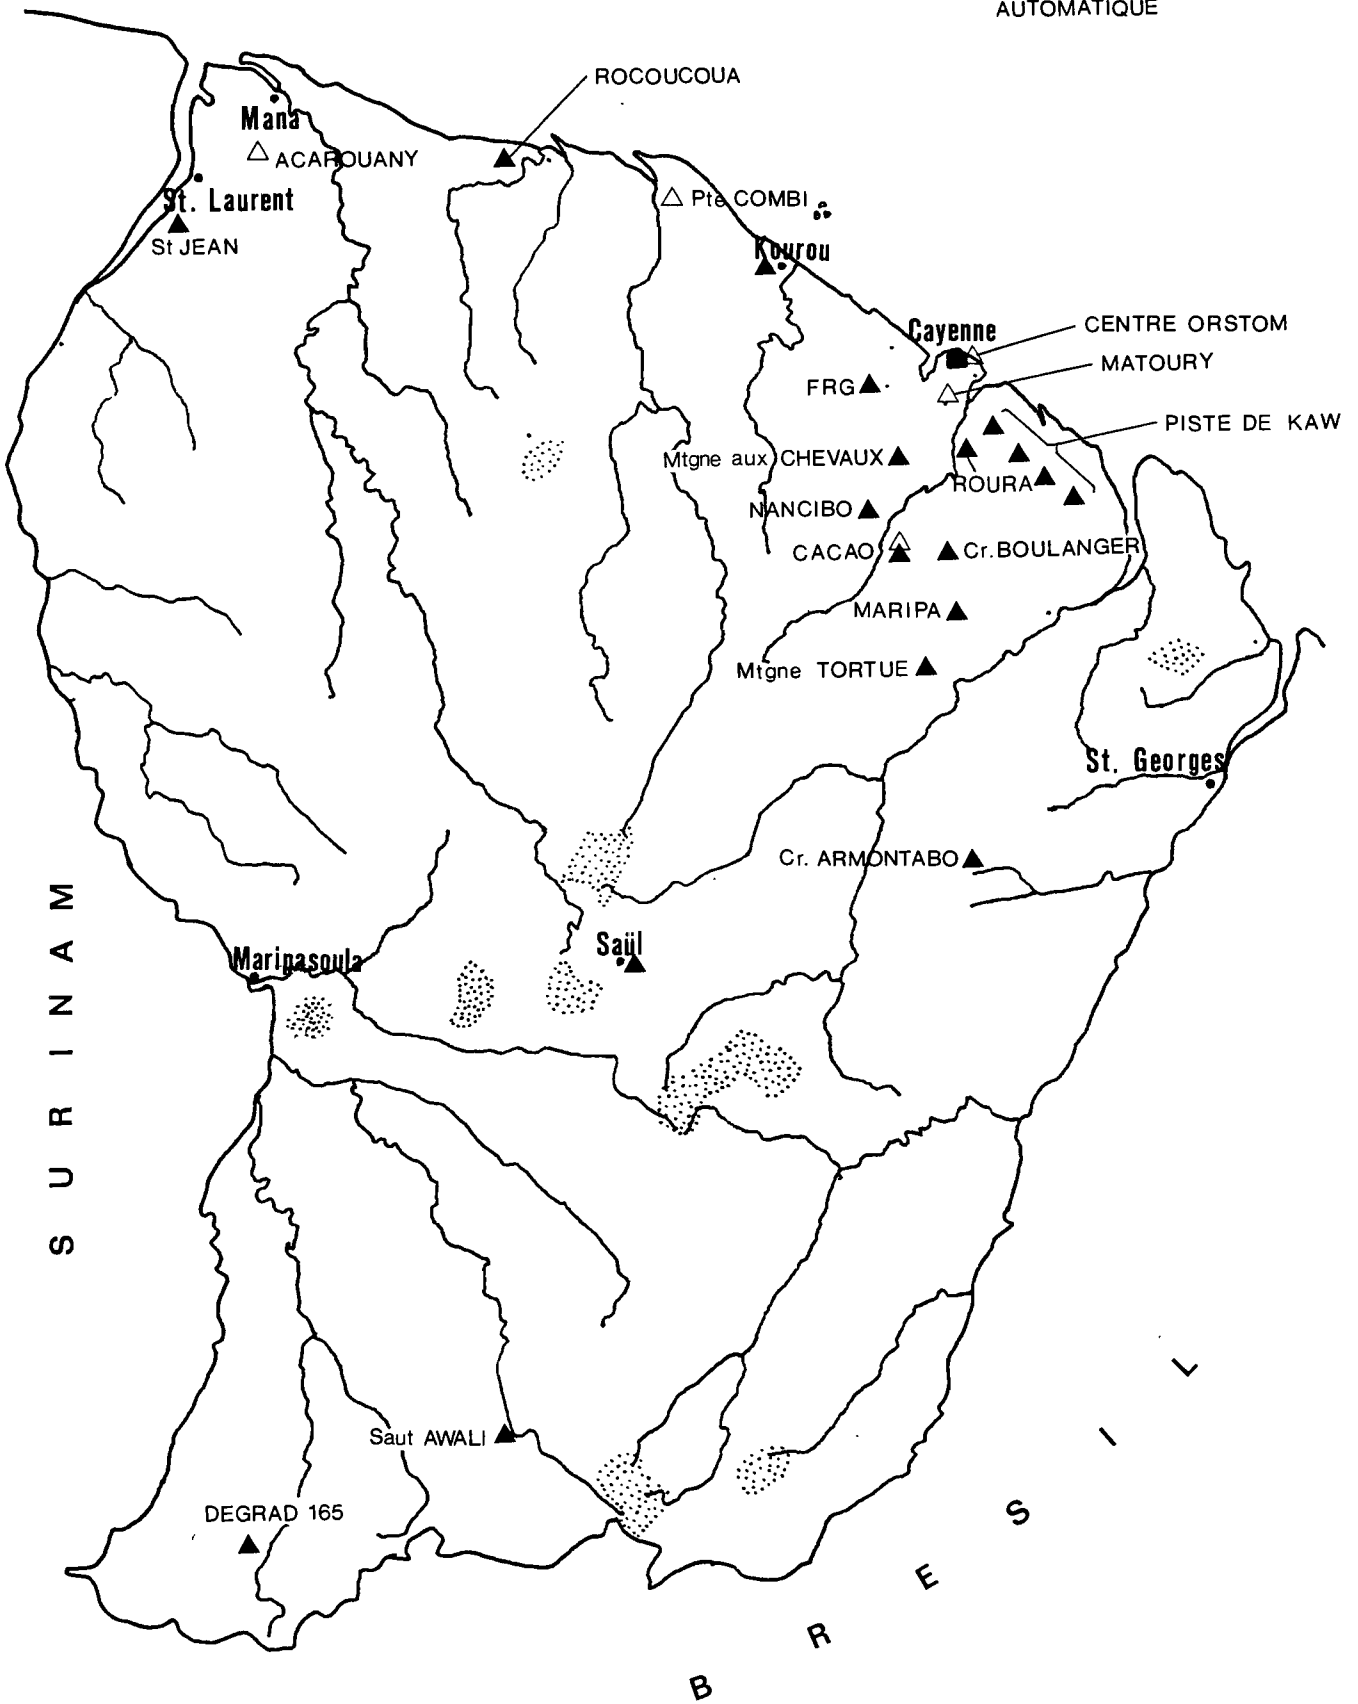 AUTOMATIQUE
ROCOUCOUA
Mana
ACAROUANY
St. Laurent
Pte COMBI
St JEAN
Kourou
Cayenne
CENTRE ORSTOM
MATOURY
FRG
PISTE DE KAW
Mtgne aux CHEVAUX
ROURA
NANCIBO
CACAO
Cr. BOULANGER
MARIPA
Mtgne TORTUE
St. Georges
Cr. ARMONTABO
SURINAM
Saül
Maripasoula
Saut AWALI
DEGRAD 165
BRESIL